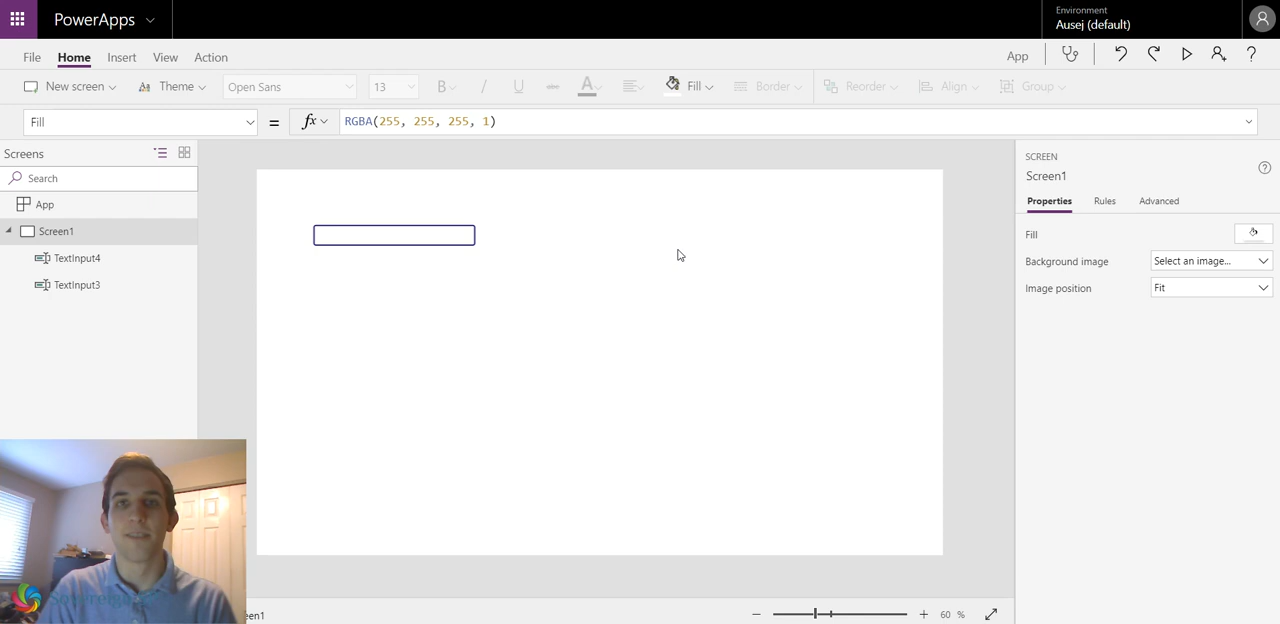 PowerApps
Environment
Ausej (default)
File Home Insert View Action
App
?
New screen
Theme
Open Sans
13
B / U abc A
Fill
Border
Reorder
Align
Group
Fill
=
fx
RGBA(255, 255, 255, 1)
Screens
Search
App
Screen1
TextInput4
TextInput3
SCREEN
Screen1
?
Properties Rules Advanced
Fill
Background image
Select an image...
Image position
Fit
een1
60 %